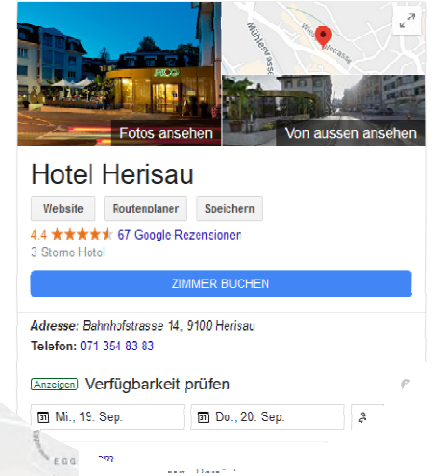 Fotos ansehen
Von aussen ansehen
Hotel Herisau
Website Routenplaner Speichern
4.4 67 Google Rezensionen
3 Sterne Hotel
ZIMMER BUCHEN
Adresse: Bahnhofstrasse 14, 9100 Herisau
Telefon: 071 354 83 83
Anzeigen Verfügbarkeit prüfen
Mi., 19. Sep. Do., 20. Sep. 2
EGG